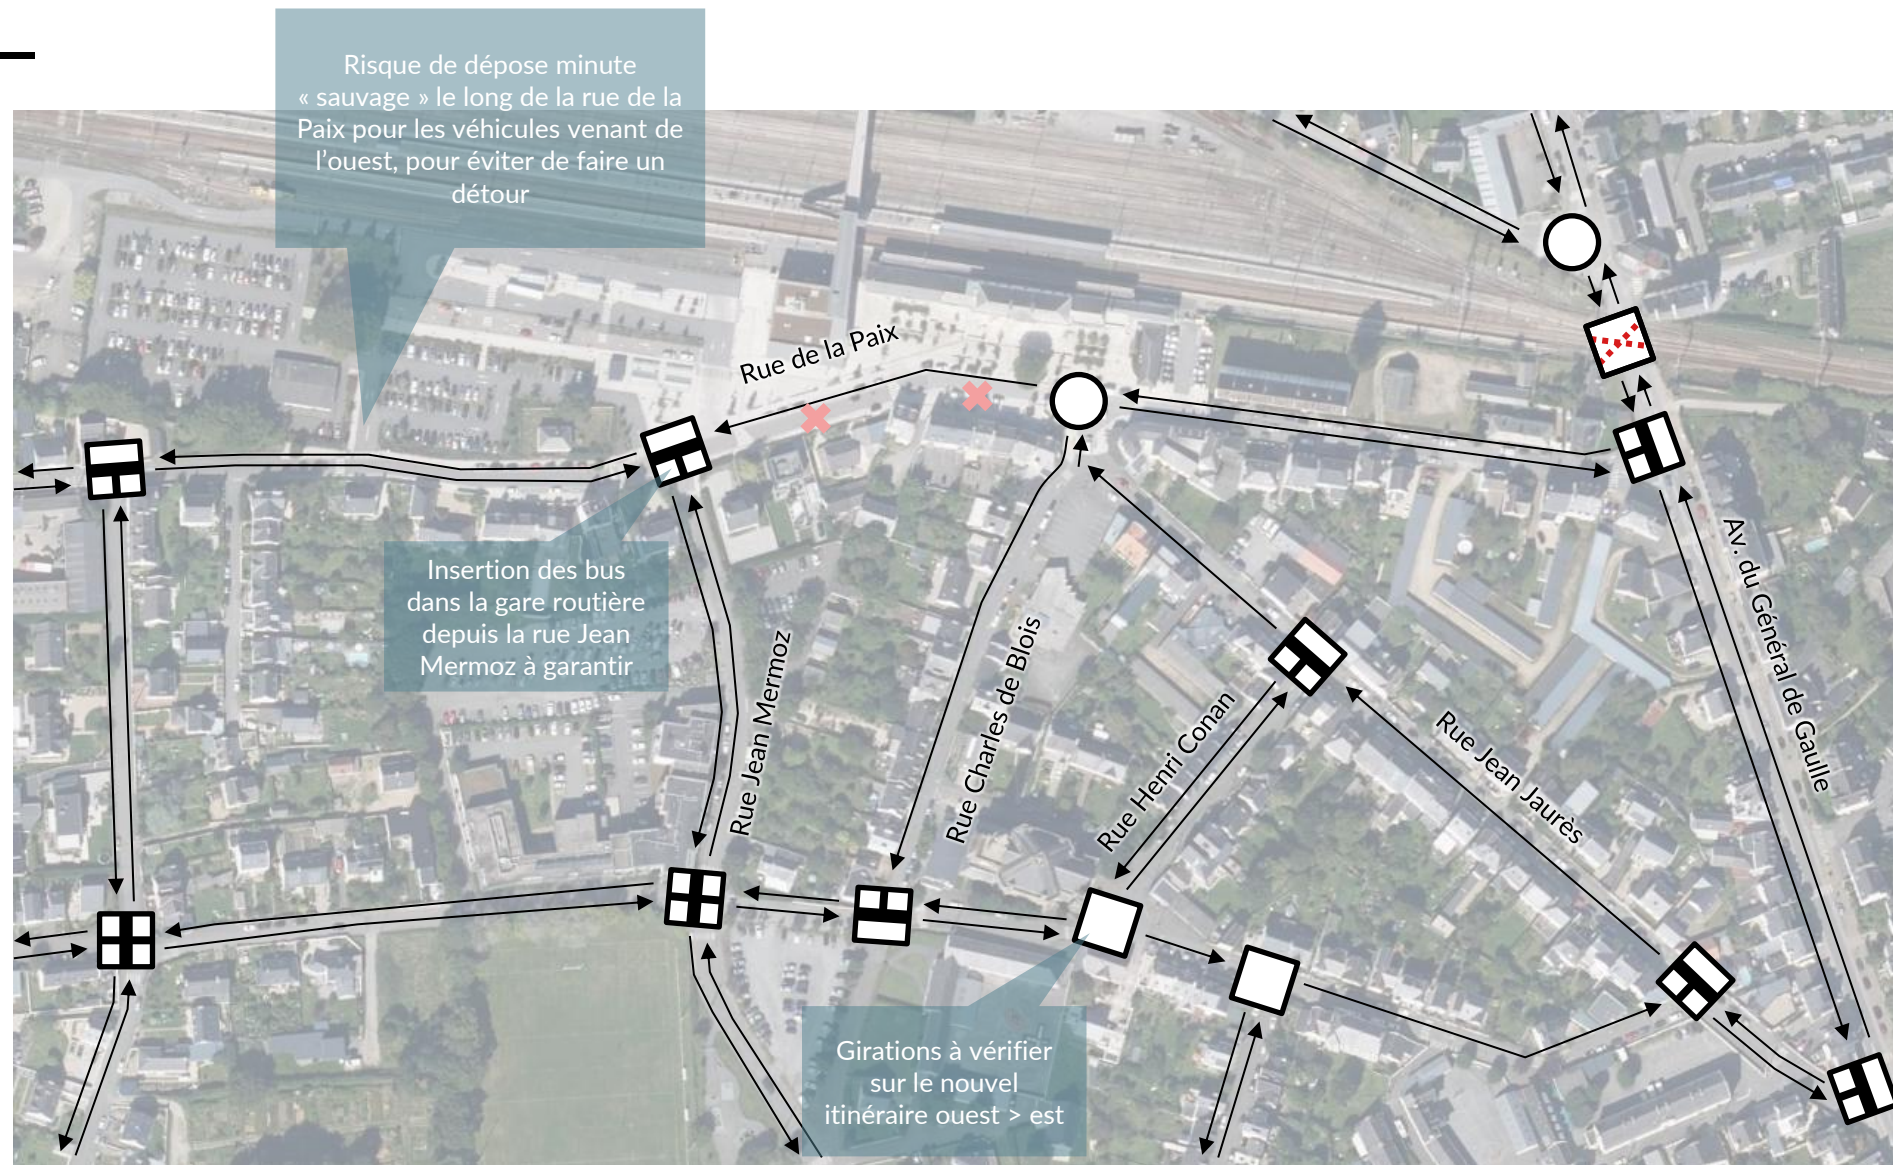 Risque de dépose minute
« sauvage » le long de la rue de la
Paix pour les véhicules venant de
l'ouest, pour éviter de faire un
détour
Rue de la Paix
Insertion des bus
dans la gare routière
depuis la rue Jean
Mermoz à garantir
Rue Jean Mermoz
Rue Charles de Blois
Rue Henri Conan
Rue Jean Jaurès
Av. du Général de Gaulle
Girations à vérifier
sur le nouvel
itinéraire ouest > est